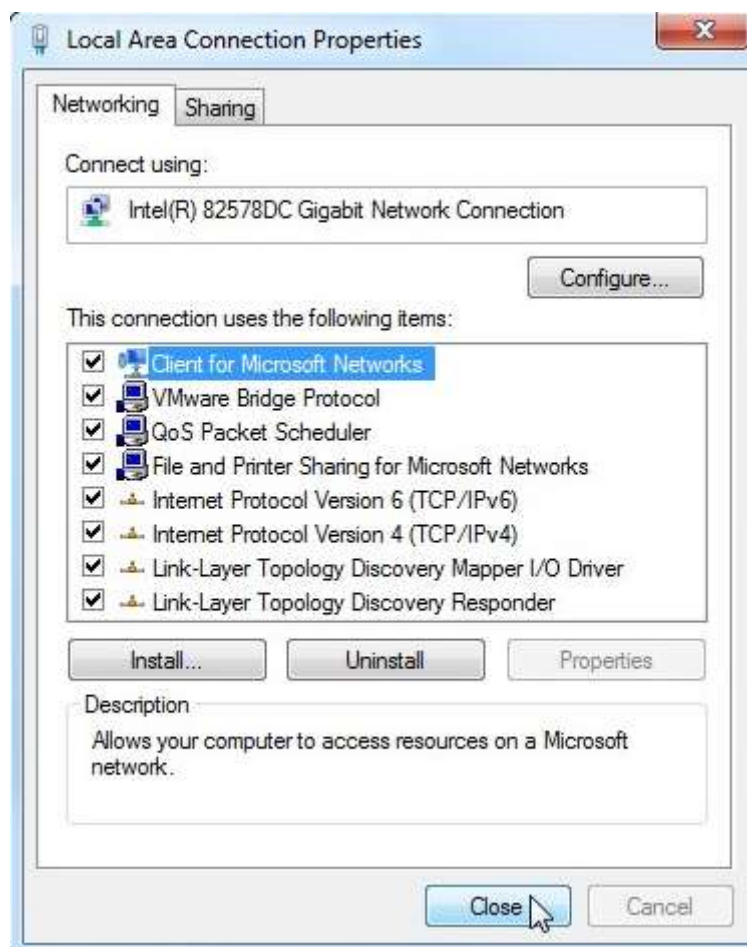 Local Area Connection Properties
Networking
Sharing
Connect using:
Intel(R) 82578DC Gigabit Network Connection
Configure...
This connection uses the following items:
Client for Microsoft Networks
VMware Bridge Protocol
QoS Packet Scheduler
File and Printer Sharing for Microsoft Networks
Internet Protocol Version 6 (TCP/IPv6)
Internet Protocol Version 4 (TCP/IPv4)
Link-Layer Topology Discovery Mapper I/O Driver
Link-Layer Topology Discovery Responder
Install...
Uninstall
Properties
Description
Allows your computer to access resources on a Microsoft
network.
Close
Cancel